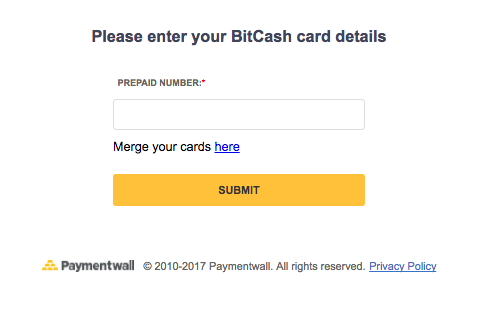 Please enter your BitCash card details
PREPAID NUMBER:*
Merge your cards here
SUBMIT
Paymentwall © 2010-2017 Paymentwall. All rights reserved. Privacy Policy